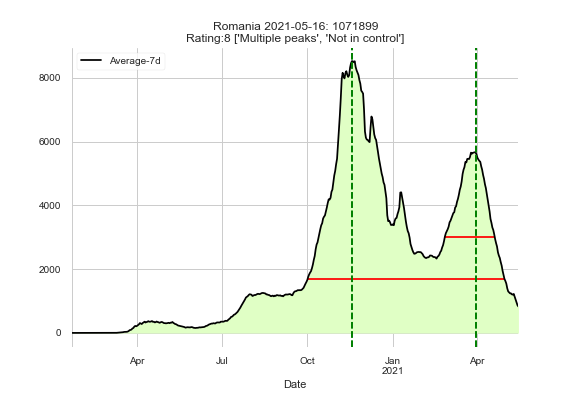 Romania 2021-05-16: 1071899
Rating:8 ['Multiple peaks', 'Not in control']
Average-7d
8000
6000
4000
2000
0
Apr
Jul
Oct
Jan
2021
Apr
Date